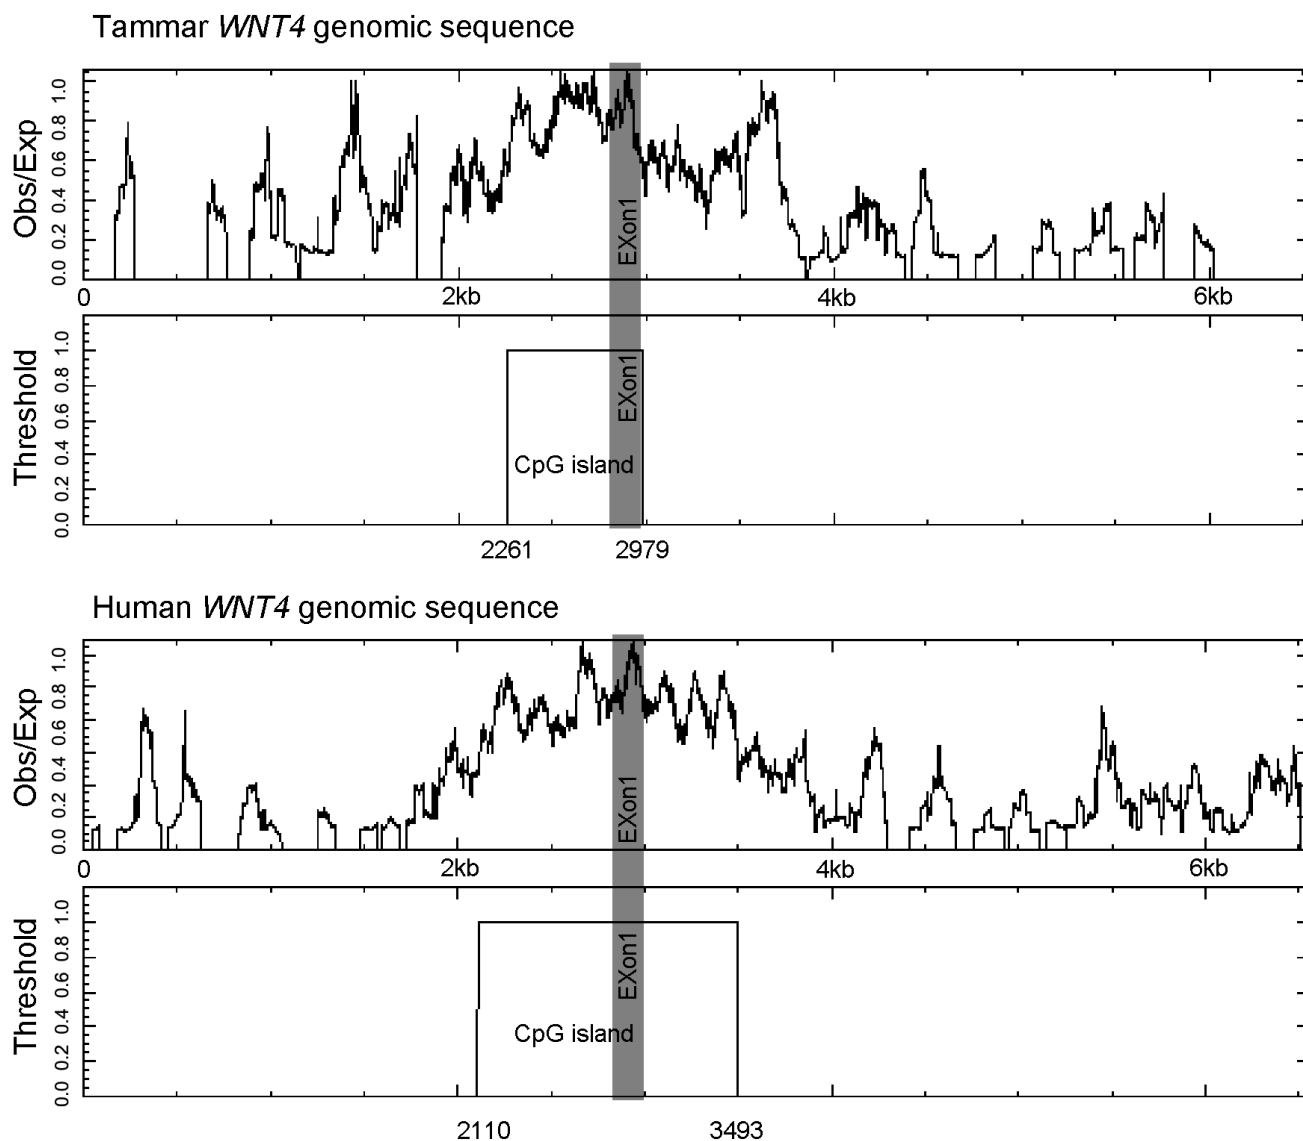 Tammar WNT4 genomic sequence
Obs/Exp
0.0 0.2 0.4 0.6 0.8 1.0
EXon1
0 2kb 4kb 6kb
Threshold
0.0 0.2 0.4 0.6 0.8 1.0
EXon1
CpG island
2261 2979
Human WNT4 genomic sequence
Obs/Exp
0.0 0.2 0.4 0.6 0.8 1.0
EXon1
0 2kb 4kb 6kb
Threshold
0.0 0.2 0.4 0.6 0.8 1.0
EXon1
CpG island
2110 3493